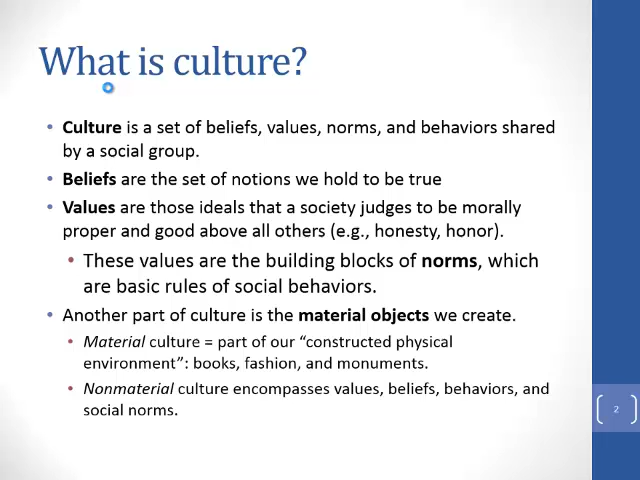 What is culture?
• Culture is a set of beliefs, values, norms, and behaviors shared
by a social group.
• Beliefs are the set of notions we hold to be true
• Values are those ideals that a society judges to be morally
proper and good above all others (e.g., honesty, honor).
• These values are the building blocks of norms, which
are basic rules of social behaviors.
• Another part of culture is the material objects we create.
• Material culture = part of our “constructed physical
environment”: books, fashion, and monuments.
• Nonmaterial culture encompasses values, beliefs, behaviors, and
social norms.
2